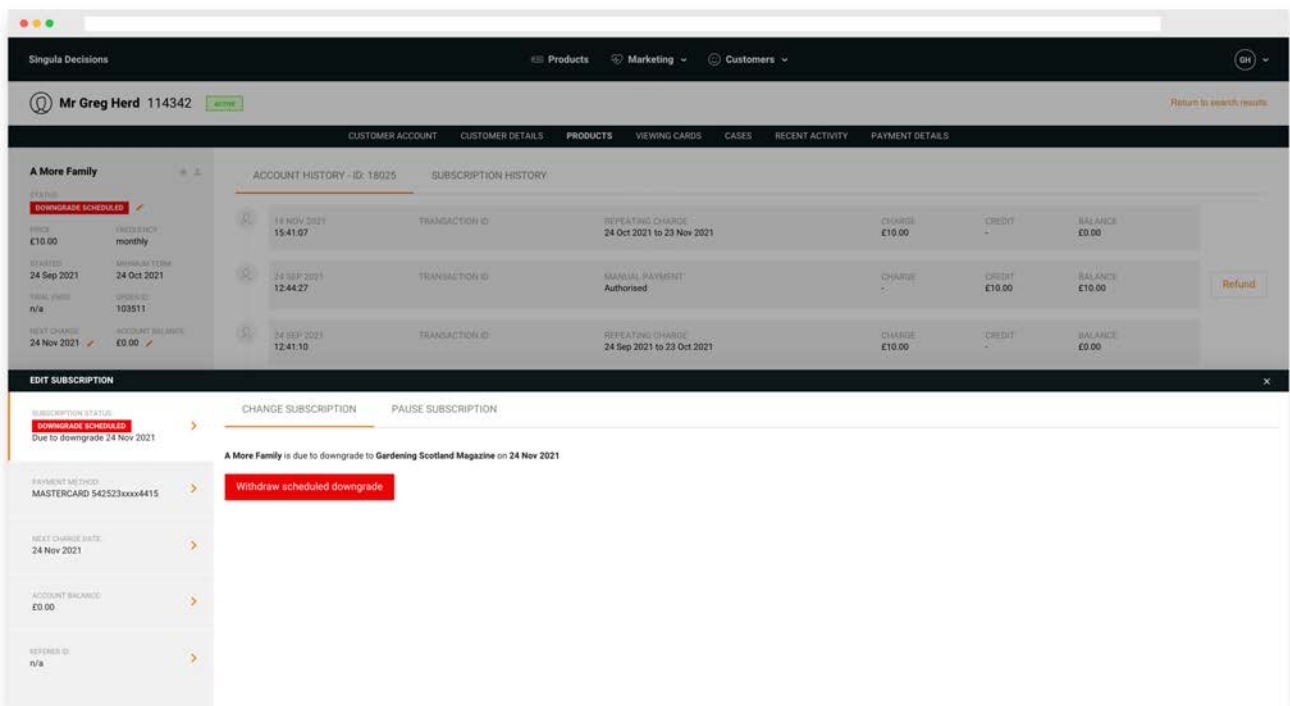 Singula Decisions
Products
Marketing
Customers
GH
Mr Greg Herd 114342 ACTIVE
Return to search results
CUSTOMER ACCOUNT CUSTOMER DETAILS PRODUCTS VIEWING CARDS CASES RECENT ACTIVITY PAYMENT DETAILS
A More Family
STATUS
DOWNGRADE SCHEDULED
PRICE FREQUENCY
£10.00 monthly
STARTED MINIMUM TERM
24 Sep 2021 24 Oct 2021
TRIAL ENDS ORDER ID
n/a 103511
NEXT CHARGE ACCOUNT BALANCE
24 Nov 2021 £0.00
ACCOUNT HISTORY - ID: 18025 SUBSCRIPTION HISTORY
NOV 2021 TRANSACTION ID REPEATING CHARGE CHARGE CREDIT BALANCE
15:41:07 24 Oct 2021 to 23 Nov 2021 £10.00 - £0.00
24 SEP 2021 TRANSACTION ID MANUAL PAYMENT CHARGE CREDIT BALANCE
12:44:27 Authorised - £10.00 £10.00
Refund
24 SEP 2021 TRANSACTION ID REPEATING CHARGE CHARGE CREDIT BALANCE
12:41:10 24 Sep 2021 to 23 Oct 2021 £10.00 - £0.00
EDIT SUBSCRIPTION
SUBSCRIPTION STATUS:
DOWNGRADE SCHEDULED
Due to downgrade 24 Nov 2021
PAYMENT METHOD:
MASTERCARD 542523xxxx4415
NEXT CHARGE DATE:
24 Nov 2021
ACCOUNT BALANCE:
£0.00
REFERER ID:
n/a
CHANGE SUBSCRIPTION PAUSE SUBSCRIPTION
A More Family is due to downgrade to Gardening Scotland Magazine on 24 Nov 2021
Withdraw scheduled downgrade